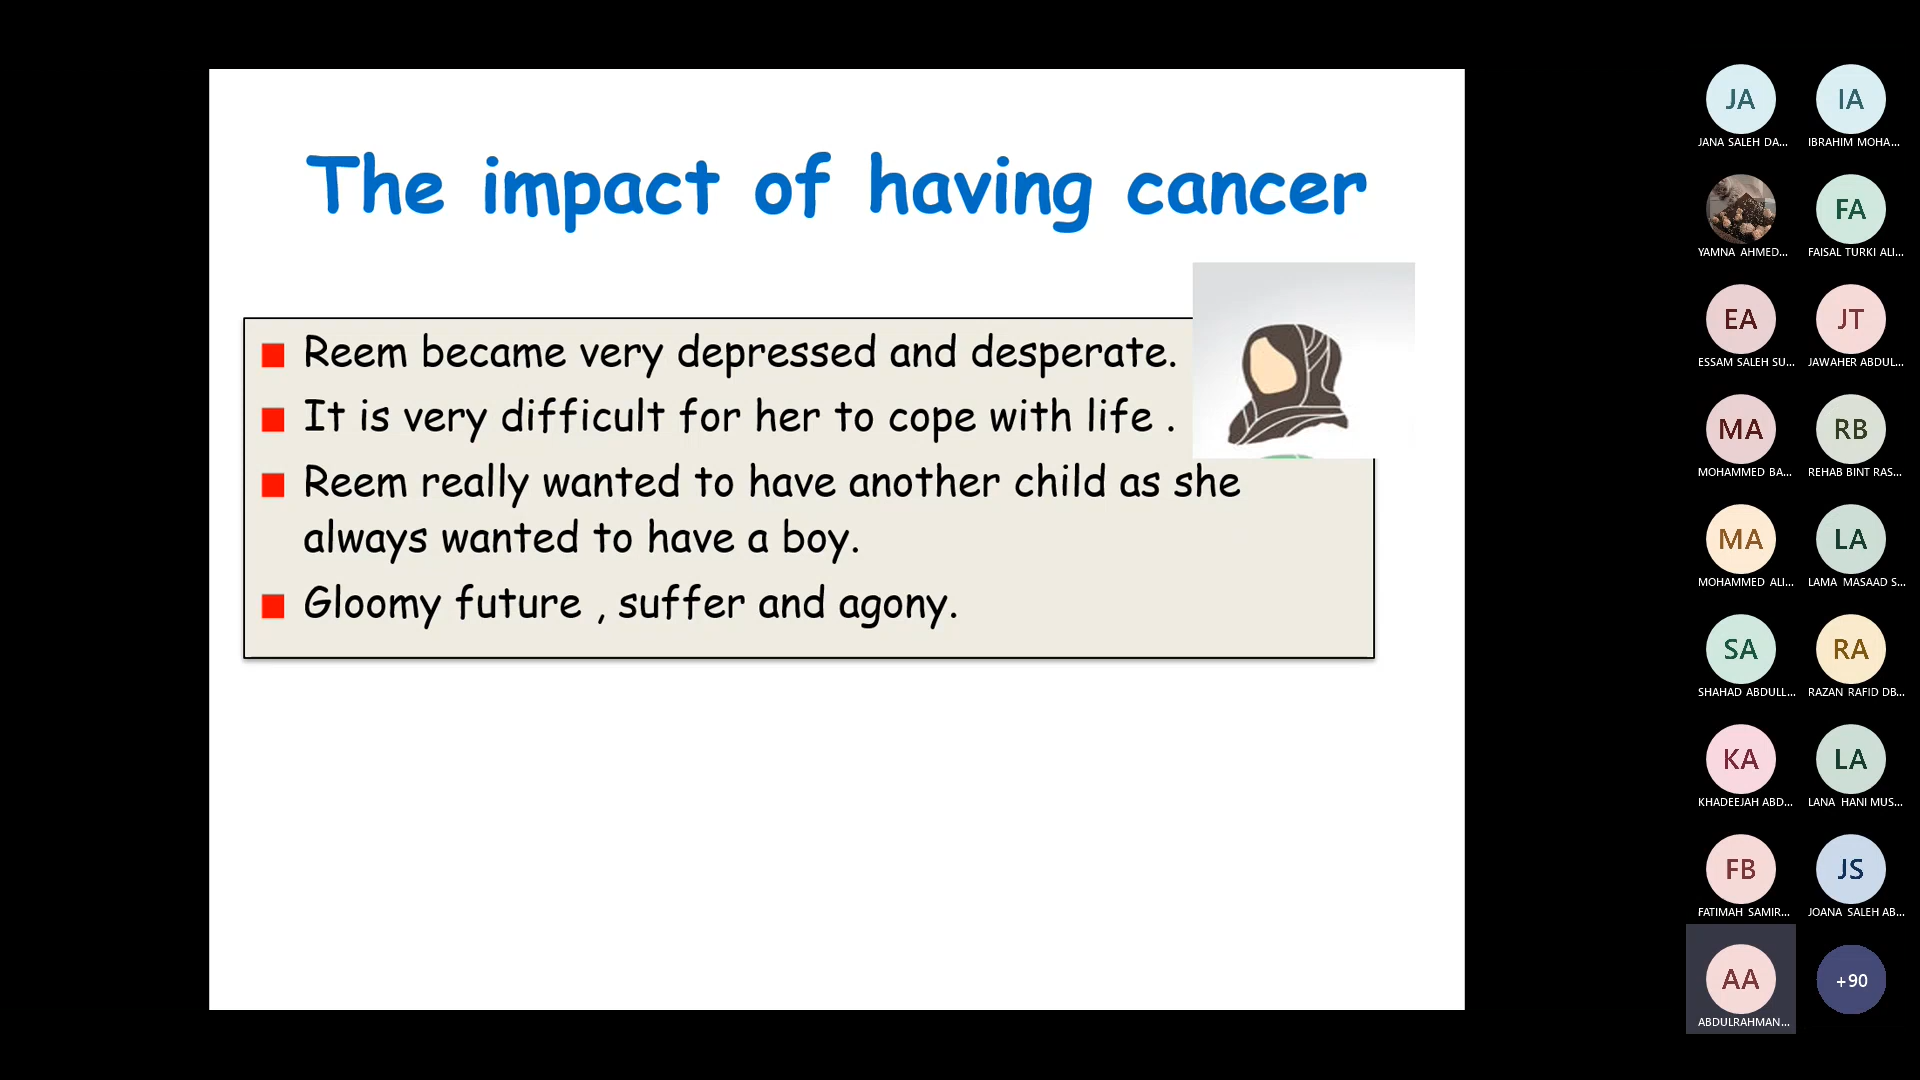 The impact of having cancer
Reem became very depressed and desperate.
It is very difficult for her to cope with life .
Reem really wanted to have another child as she
always wanted to have a boy.
Gloomy future , suffer and agony.
JA
JANA SALEH DA...
IA
IBRAHIM MOHA...
YAMNA AHMED...
FA
FAISAL TURKI ALI...
EA
ESSAM SALEH SU...
JT
JAWAHER ABDUL...
MA
MOHAMMED BA...
RB
REHAB BINT RAS...
MA
MOHAMMED ALI...
LA
LAMA MASAAD S...
SA
SHAHAD ABDULL...
RA
RAZAN RAFID DB...
KA
KHADEEJAH ABD...
LA
LANA HANI MUS...
FB
FATIMAH SAMIR...
JS
JOANA SALEH AB...
AA
ABDULRAHMAN...
+90